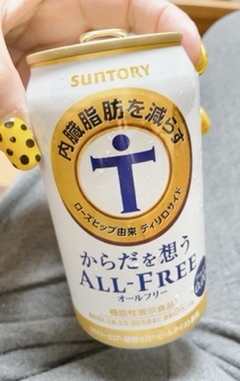 SUNTORY
内臓脂肪を減らす
ローズヒップ由来 ティリロサイド
からだを想う
ALL-FREE
オールフリー
機能性表示食品